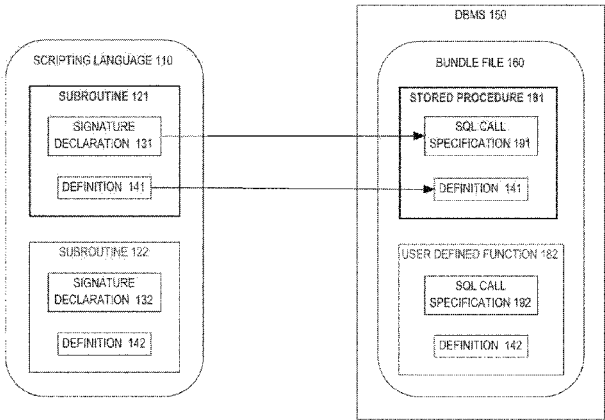 SCRIPTING LANGUAGE 110
SUBROUTINE 121
SIGNATURE
DECLARATION 131
DEFINITION 141
SUBROUTINE 122
SIGNATURE
DECLARATION 132
DEFINITION 142
DBMS 150
BUNDLE FILE 160
STORED PROCEDURE 181
SQL CALL
SPECIFICATION 191
DEFINITION 141
USER DEFINED FUNCTION 182
SQL CALL
SPECIFICATION 192
DEFINITION 142